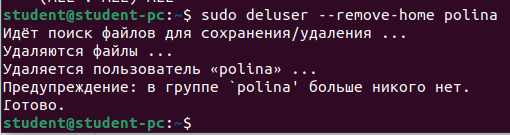 student@student-pc:~$ sudo deluser --remove-home polina
Идёт поиск файлов для сохранения/удаления ...
Удаляются файлы ...
Удаляется пользователь «polina» ...
Предупреждение: в группе `polina' больше никого нет.
Готово.
student@student-pc:~$